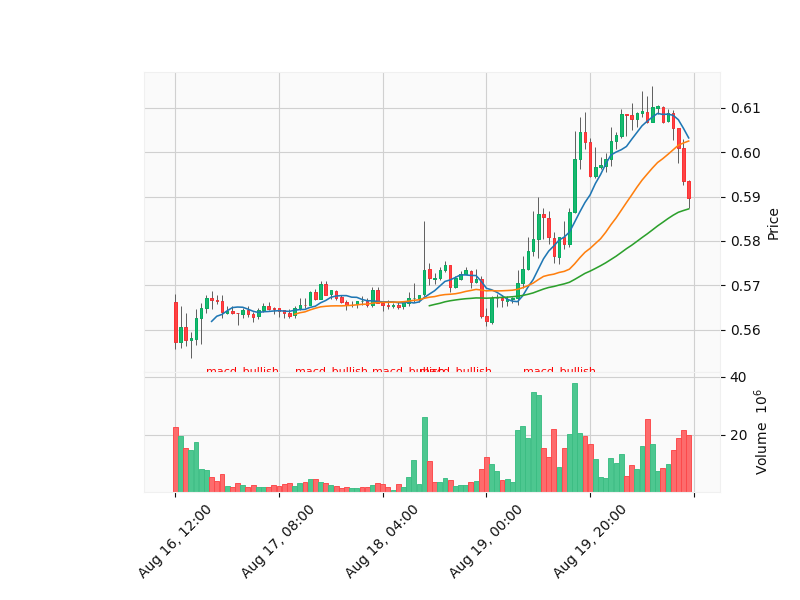 0.61
0.60
0.59
0.58
0.57
0.56
Price
macd_bullish macd_bullish macd_bullish macd_bullish macd_bullish
40
20
Volume 10⁶
Aug 16, 12:00
Aug 17, 08:00
Aug 18, 04:00
Aug 19, 00:00
Aug 19, 20:00